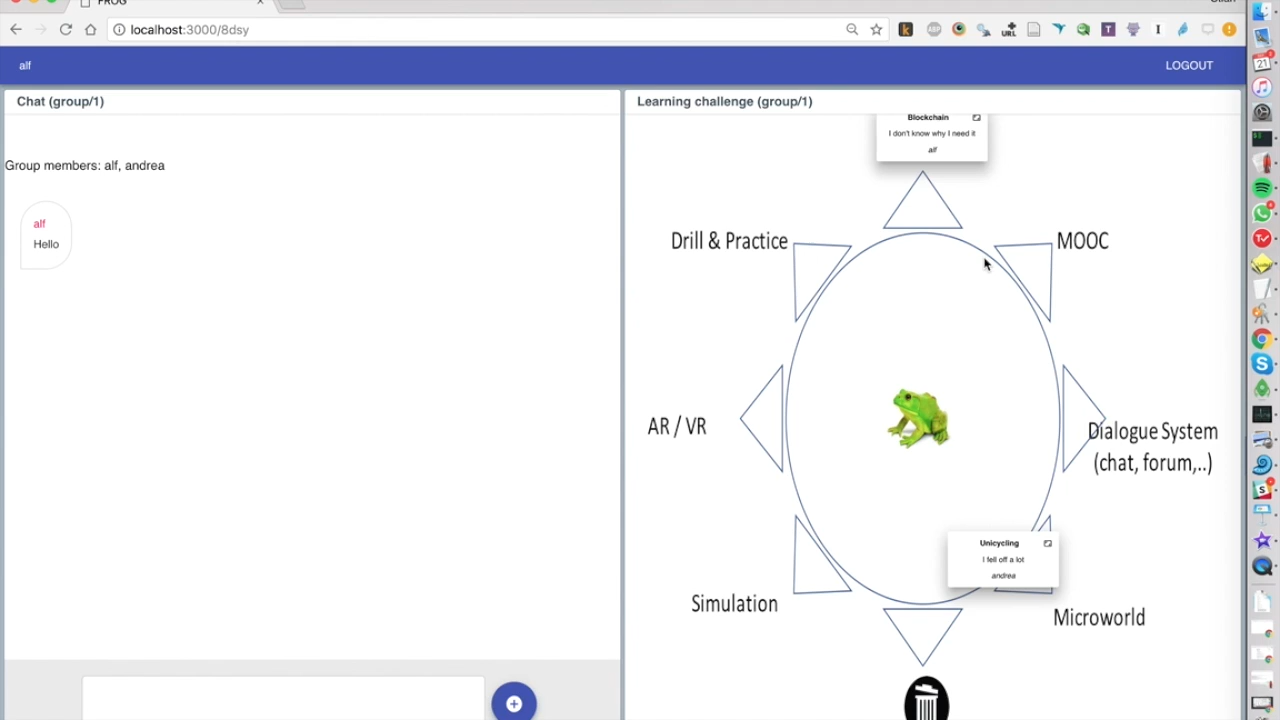 FROG
localhost:3000/8dsy
alf
LOGOUT
Chat (group/1)
Group members: alf, andrea
alf
Hello
Learning challenge (group/1)
Blockchain
I don't know why I need it
alf
Drill & Practice
MOOC
AR / VR
Dialogue System
(chat, forum,..)
Unicycling
I fell off a lot
andrea
Simulation
Microworld